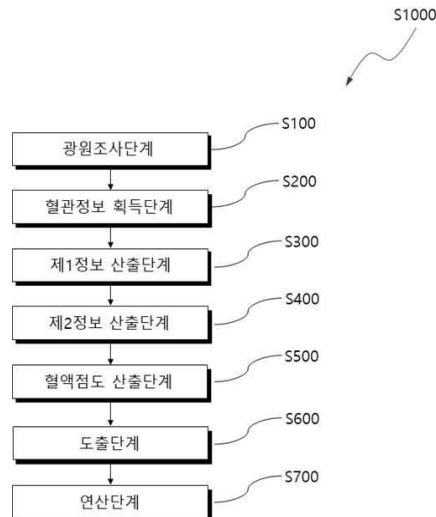 S1000
광원조사단계
S100
혈관정보 획득단계
S200
제1정보 산출단계
S300
제2정보 산출단계
S400
혈액점도 산출단계
S500
도출단계
S600
연산단계
S700